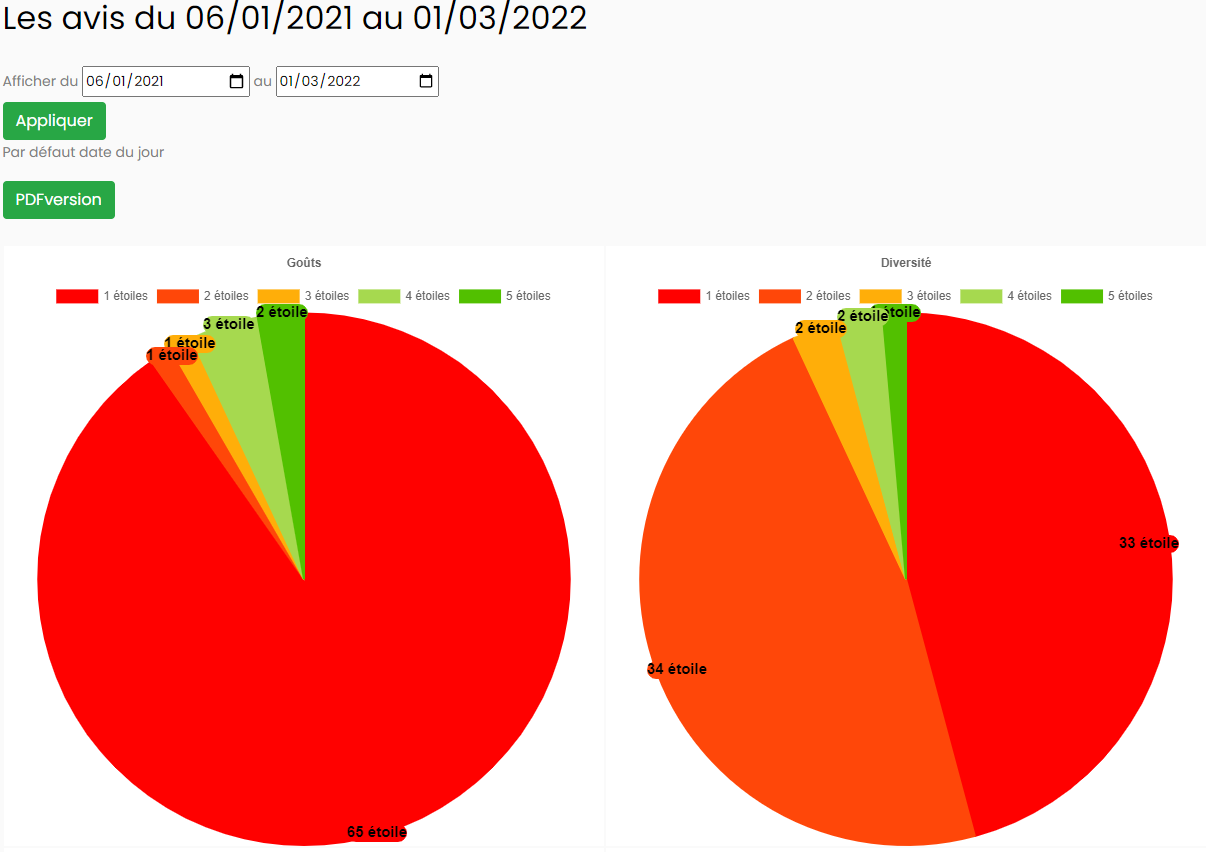 Les avis du 06/01/2021 au 01/03/2022
Afficher du 06/01/2021 au 01/03/2022
Appliquer
Par défaut date du jour
PDFversion
Goûts
1 étoiles 2 étoiles 3 étoiles 4 étoiles 5 étoiles
2 étoile
3 étoile
1 étoile
1 étoile
65 étoile
Diversité
1 étoiles 2 étoiles 3 étoiles 4 étoiles 5 étoiles
étoile
2 étoile
2 étoile
33 étoile
34 étoile